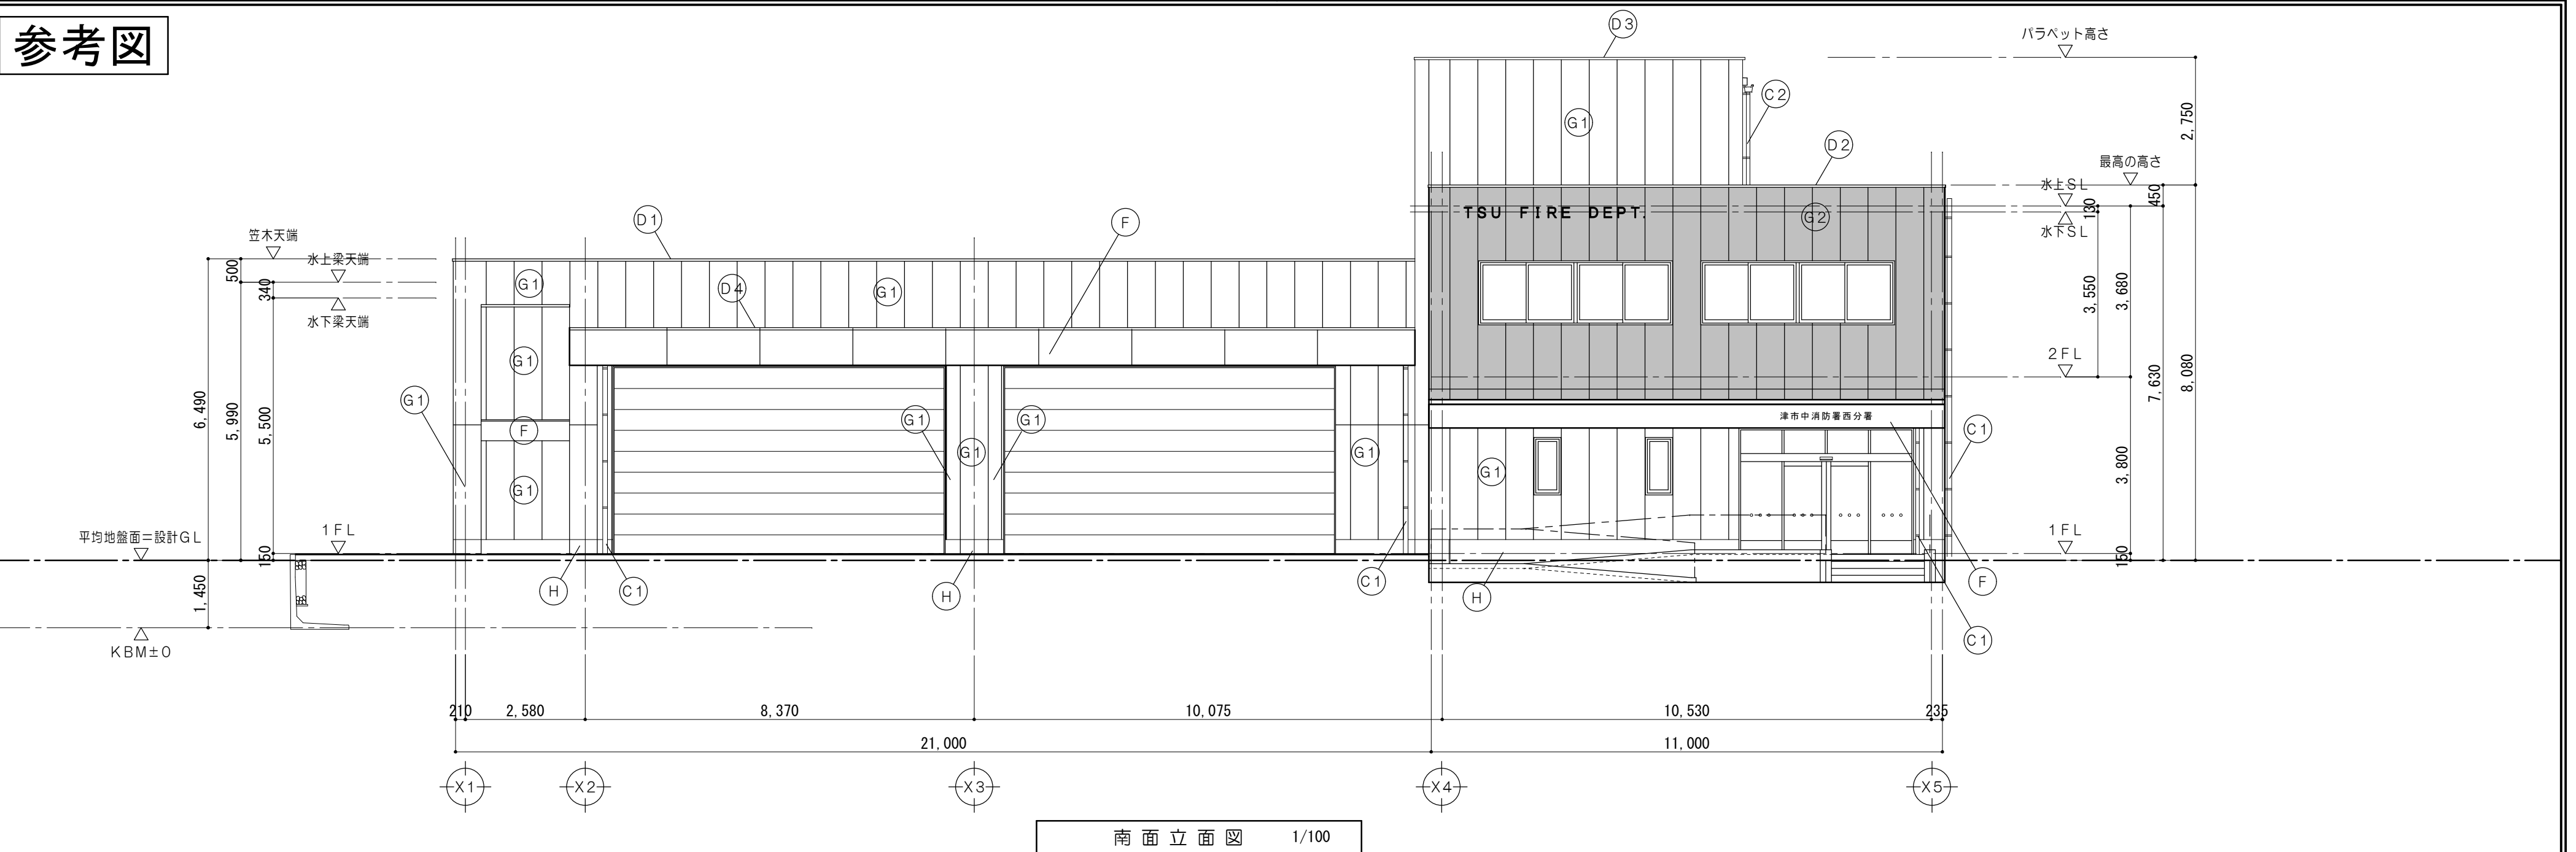 参考図
D3
パラペット高さ
C2
G1
2,750
D2
最高の高さ
水上SL
450
130
TSU FIRE DEPT.
G2
水下SL
D1
F
笠木天端
水上梁天端
500
340
G1
D4
G1
水下梁天端
3,550
3,680
2FL
7,630
8,080
G1
6,490
5,990
5,500
G1
F
G1
G1
G1
G1
G1
津市中消防署西分署
C1
G1
G1
3,800
平均地盤面=設計GL
1FL
150
1,450
1FL
150
H
C1
H
C1
H
F
C1
KBM±0
210
2,580
8,370
10,075
10,530
235
21,000
11,000
X1
X2
X3
X4
X5
南面立面図 1/100